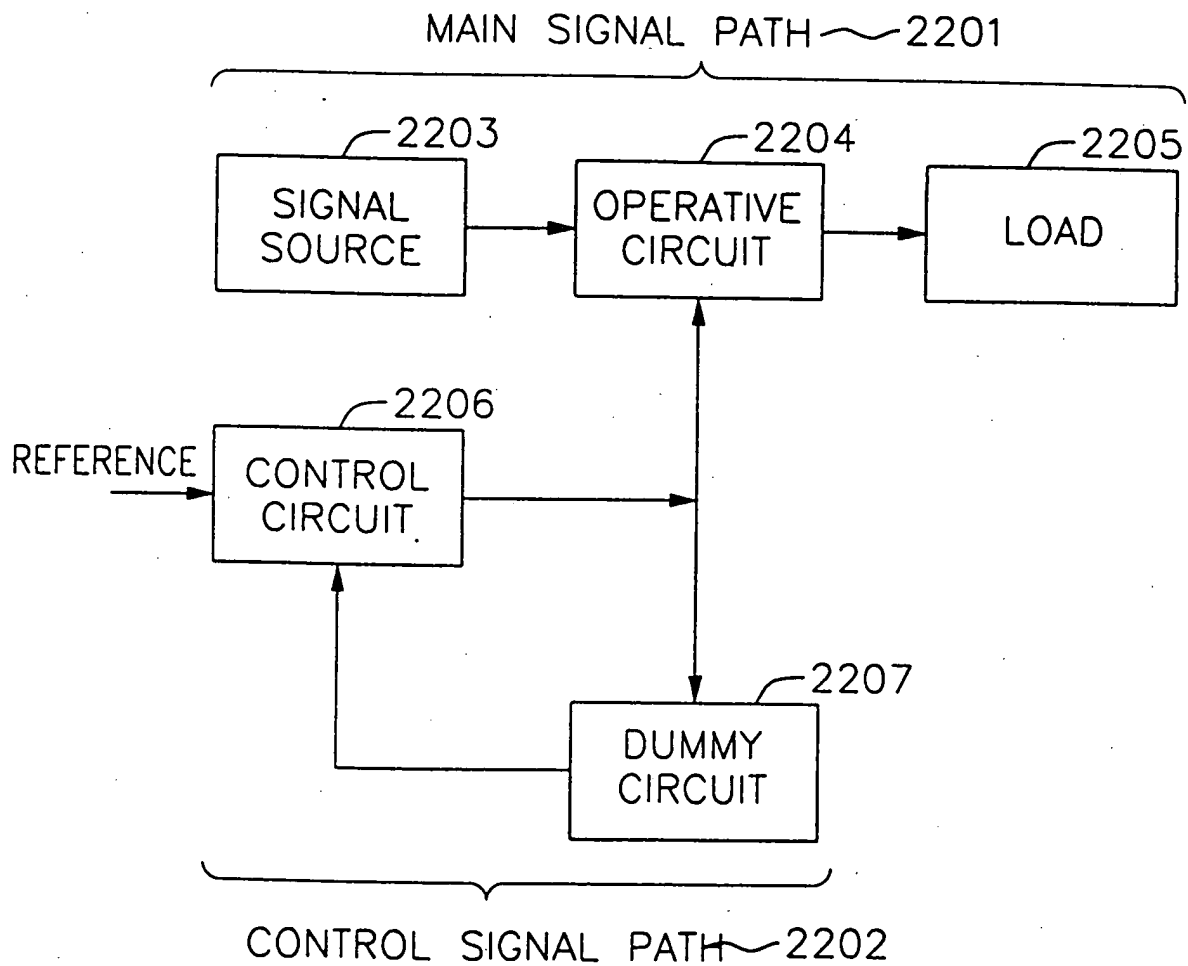 MAIN SIGNAL PATH 2201
2203
2204
2205
SIGNAL
SOURCE
OPERATIVE
CIRCUIT
LOAD
2206
REFERENCE
CONTROL
CIRCUIT
2207
DUMMY
CIRCUIT
CONTROL SIGNAL PATH 2202